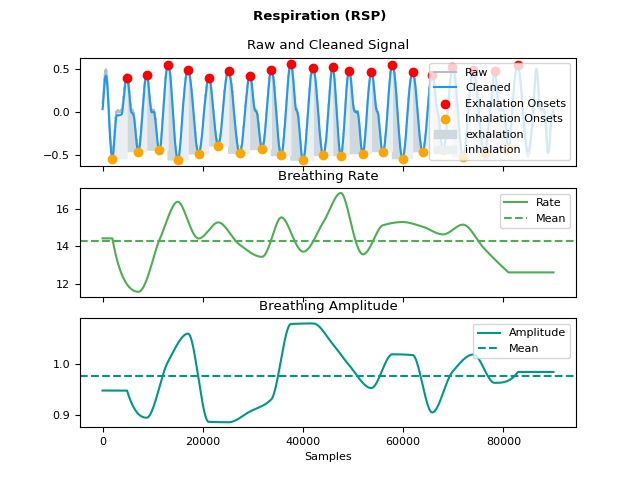 Respiration (RSP)
Raw and Cleaned Signal
0.5
0.0
−0.5
Raw
Cleaned
Exhalation Onsets
Inhalation Onsets
exhalation
inhalation
Breathing Rate
16
14
12
Rate
Mean
Breathing Amplitude
1.0
0.9
Amplitude
Mean
0
20000
40000
60000
80000
Samples